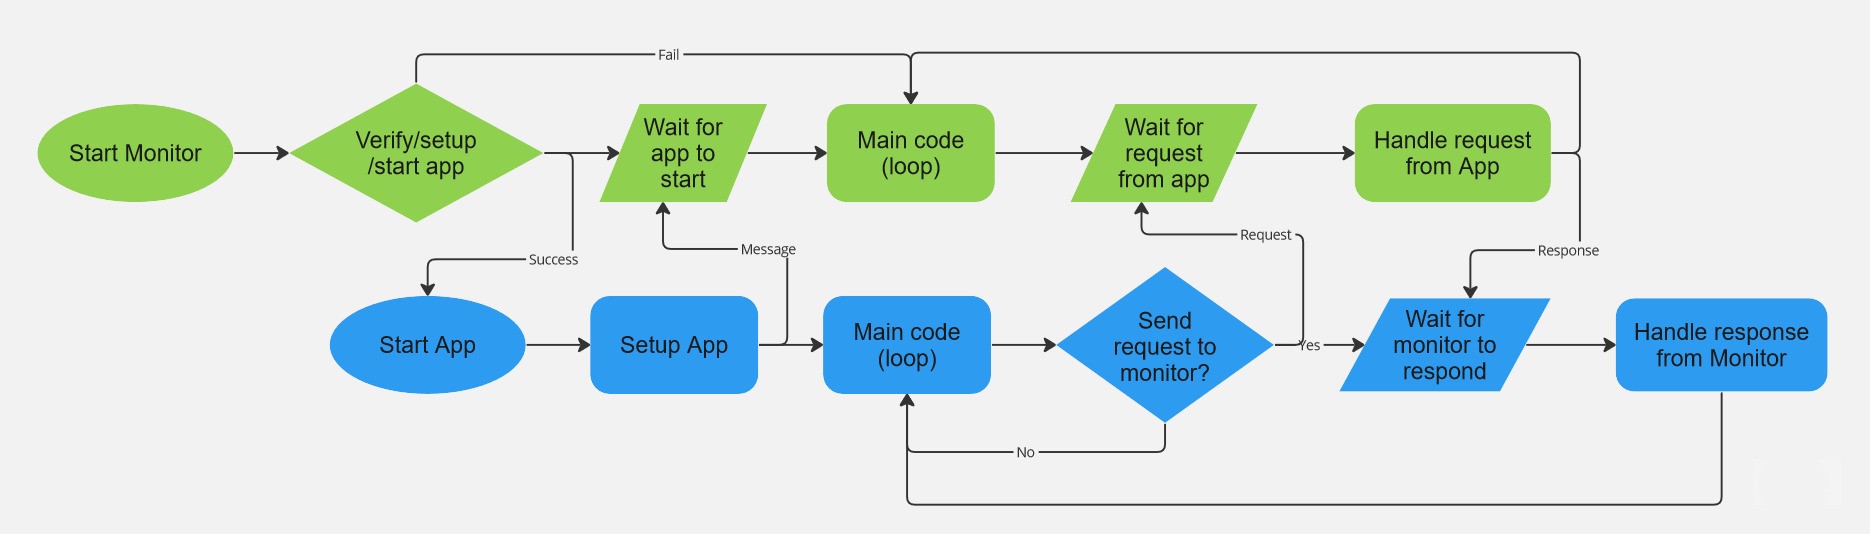 Fail
Start Monitor
Verify/setup
/start app
Wait for
app to
start
Main code
(loop)
Wait for
request
from app
Handle request
from App
Success
Message
Request
Response
Start App
Setup App
Main code
(loop)
Send
request to
monitor?
Yes
Wait for
monitor to
respond
Handle response
from Monitor
No